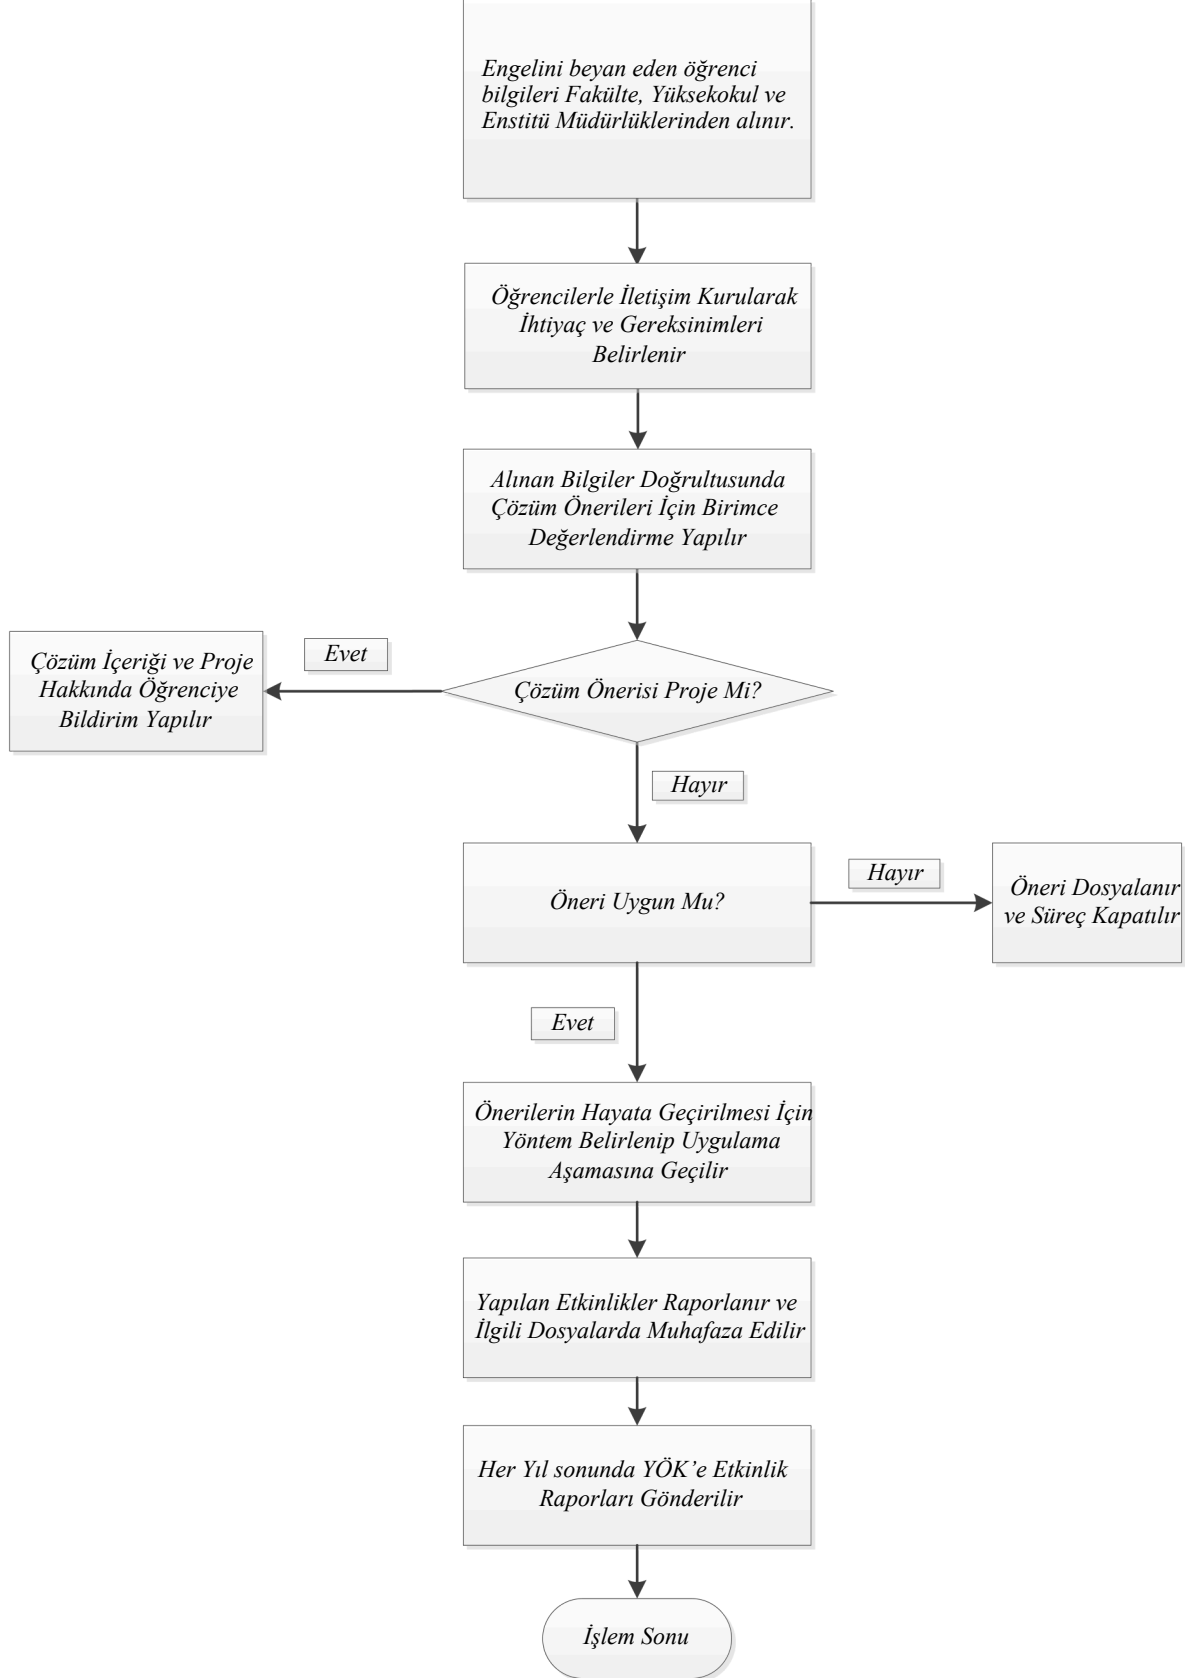 Engelini beyan eden öğrenci
bilgileri Fakülte, Yüksekokul ve
Enstitü Müdürlüklerinden alınır.
Öğrencilerle İletişim Kurularak
İhtiyaç ve Gereksinimleri
Belirlenir
Alınan Bilgiler Doğrultusunda
Çözüm Önerileri İçin Birimce
Değerlendirme Yapılır
Çözüm Önerisi Proje Mi?
Evet
Çözüm İçeriği ve Proje
Hakkında Öğrenciye
Bildirim Yapılır
Hayır
Öneri Uygun Mu?
Hayır
Öneri Dosyalanır
ve Süreç Kapatılır
Evet
Önerilerin Hayata Geçirilmesi İçin
Yöntem Belirlenip Uygulama
Aşamasına Geçilir
Yapılan Etkinlikler Raporlanır ve
İlgili Dosyalarda Muhafaza Edilir
Her Yıl sonunda YÖK’e Etkinlik
Raporları Gönderilir
İşlem Sonu